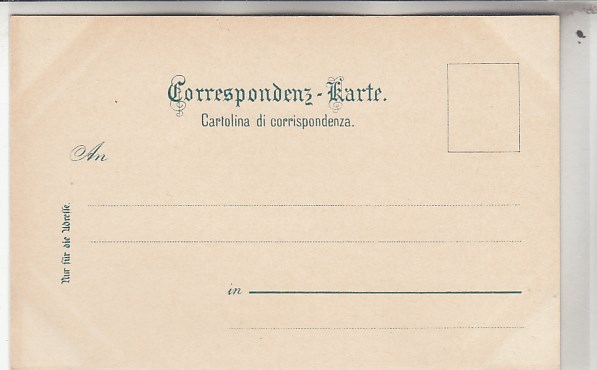 Correspondenz-Karte.
Cartolina di corrispondenza.
An
Nur für die Adresse.
in